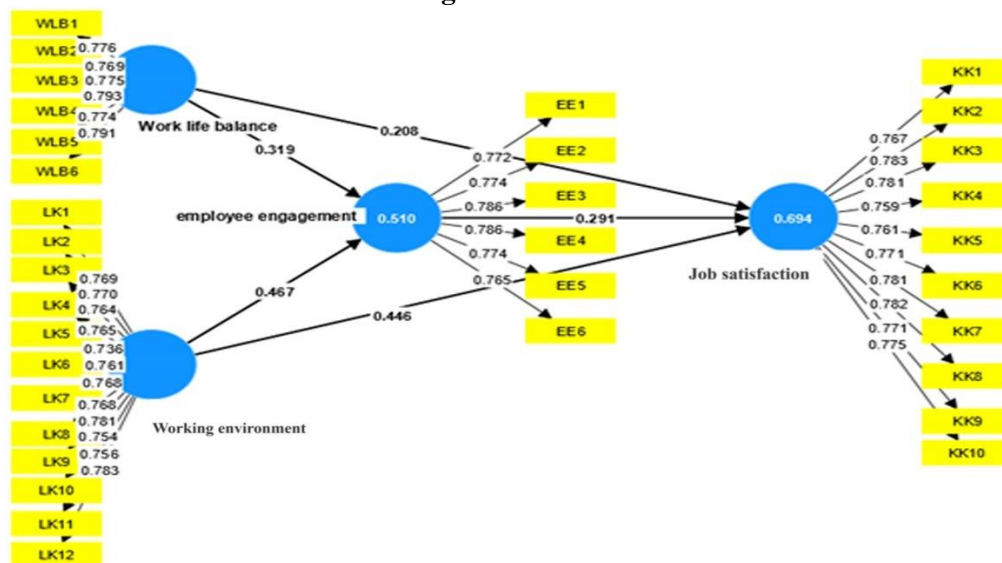 WLB1
WLB2
WLB3
WLB4
WLB5
WLB6
0.776
0.769
0.775
0.793
0.774
0.791
Work life balance
0.208
0.319
LK1
LK2
LK3
LK4
LK5
LK6
LK7
LK8
LK9
LK10
LK11
LK12
0.769
0.770
0.764
0.765
0.736
0.761
0.768
0.768
0.781
0.754
0.756
0.783
Working environment
0.467
0.446
employee engagement
0.510
0.291
0.772
0.774
0.786
0.786
0.774
0.765
EE1
EE2
EE3
EE4
EE5
EE6
0.694
Job satisfaction
0.767
0.783
0.781
0.759
0.761
0.771
0.781
0.782
0.771
0.775
KK1
KK2
KK3
KK4
KK5
KK6
KK7
KK8
KK9
KK10